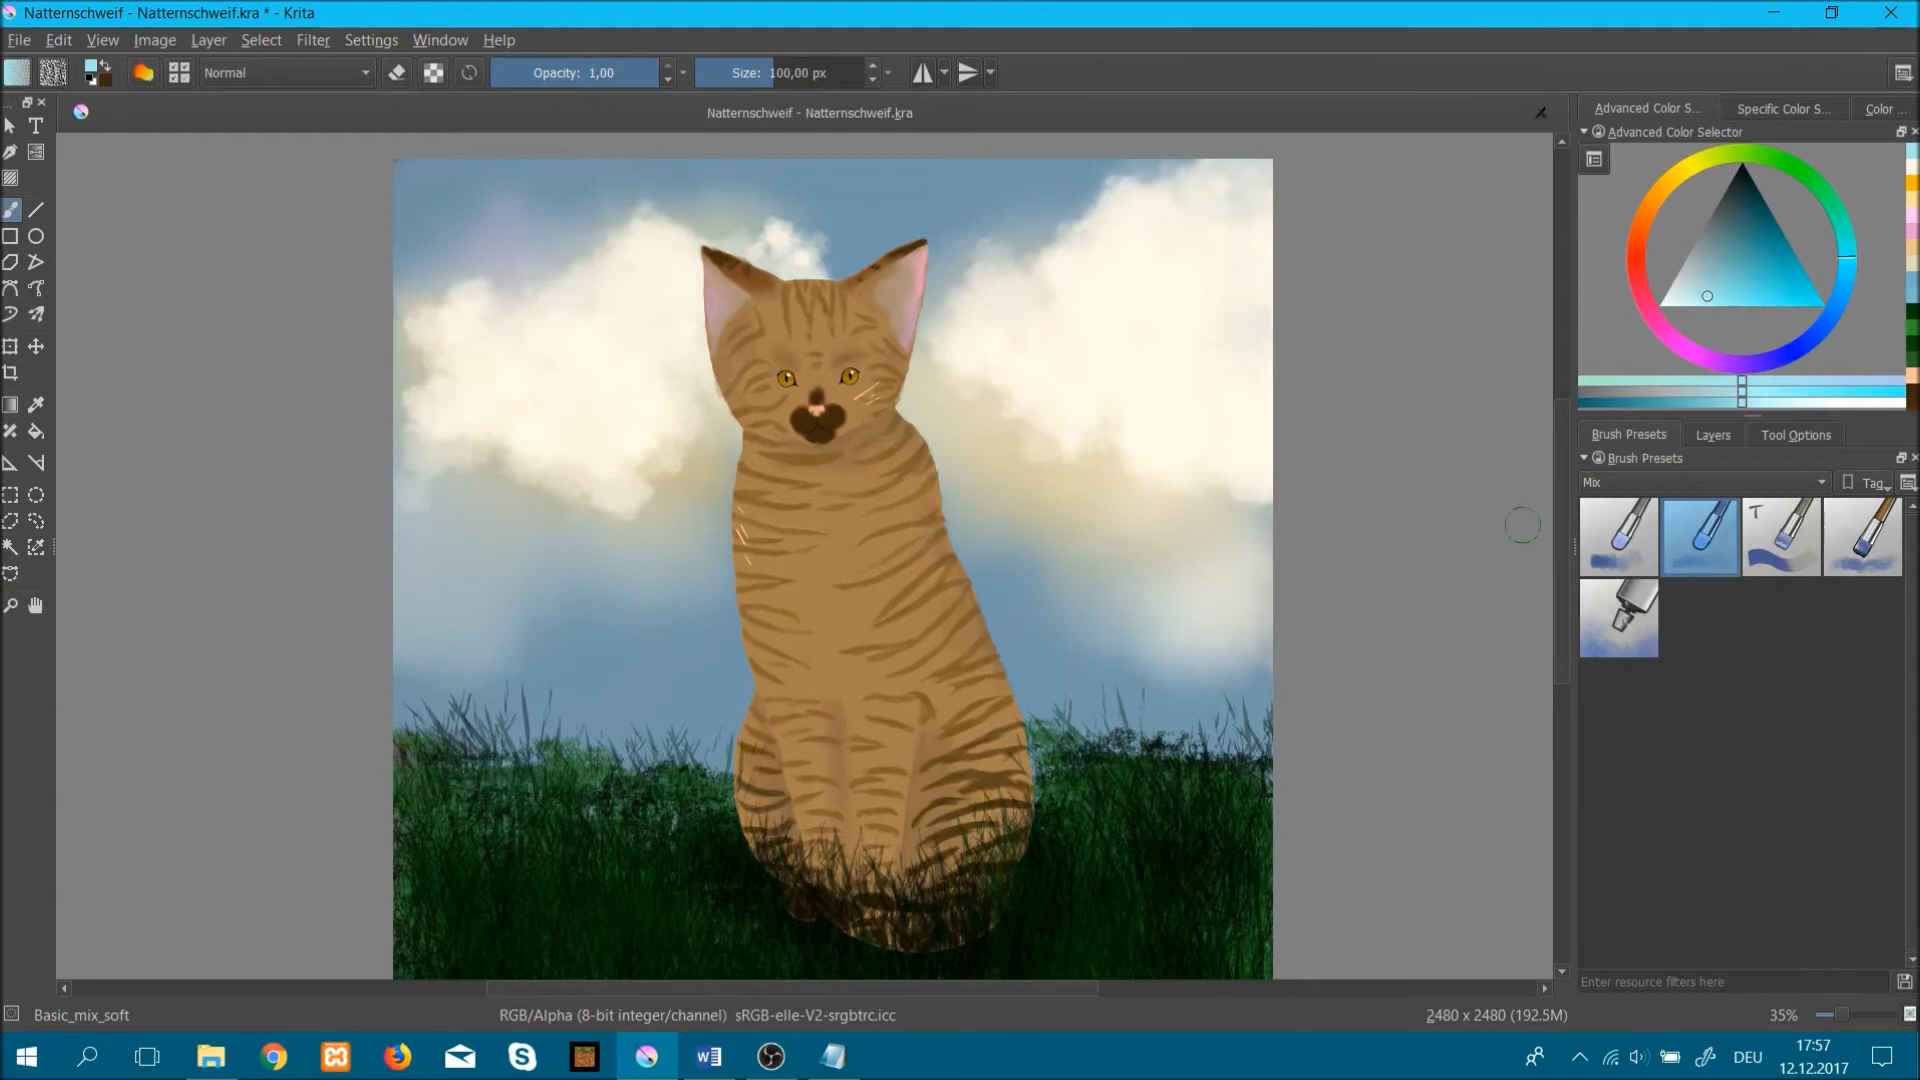 Natternschweif - Natternschweif.kra * - Krita
File Edit View Image Layer Select Filter Settings Window Help
Normal
Opacity: 1,00
Size: 100,00 px
Natternschweif - Natternschweif.kra
Advanced Color S...
Specific Color S...
Color ...
Advanced Color Selector
Brush Presets
Layers
Tool Options
Brush Presets
Mix
Tag
Enter resource filters here
Basic_mix_soft
RGB/Alpha (8-bit integer/channel) sRGB-elle-V2-srgbtrc.icc
2480 x 2480 (192.5M)
35%
DEU
17:57
12.12.2017